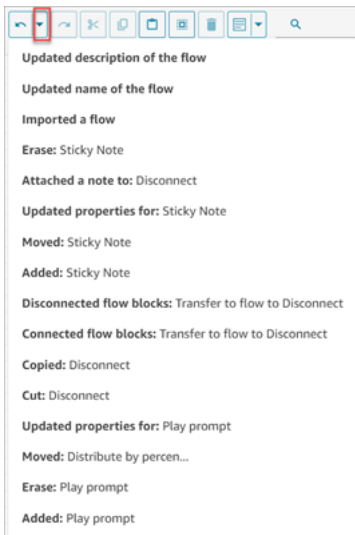 Updated description of the flow
Updated name of the flow
Imported a flow
Erase: Sticky Note
Attached a note to: Disconnect
Updated properties for: Sticky Note
Moved: Sticky Note
Added: Sticky Note
Disconnected flow blocks: Transfer to flow to Disconnect
Connected flow blocks: Transfer to flow to Disconnect
Copied: Disconnect
Cut: Disconnect
Updated properties for: Play prompt
Moved: Distribute by percen...
Erase: Play prompt
Added: Play prompt